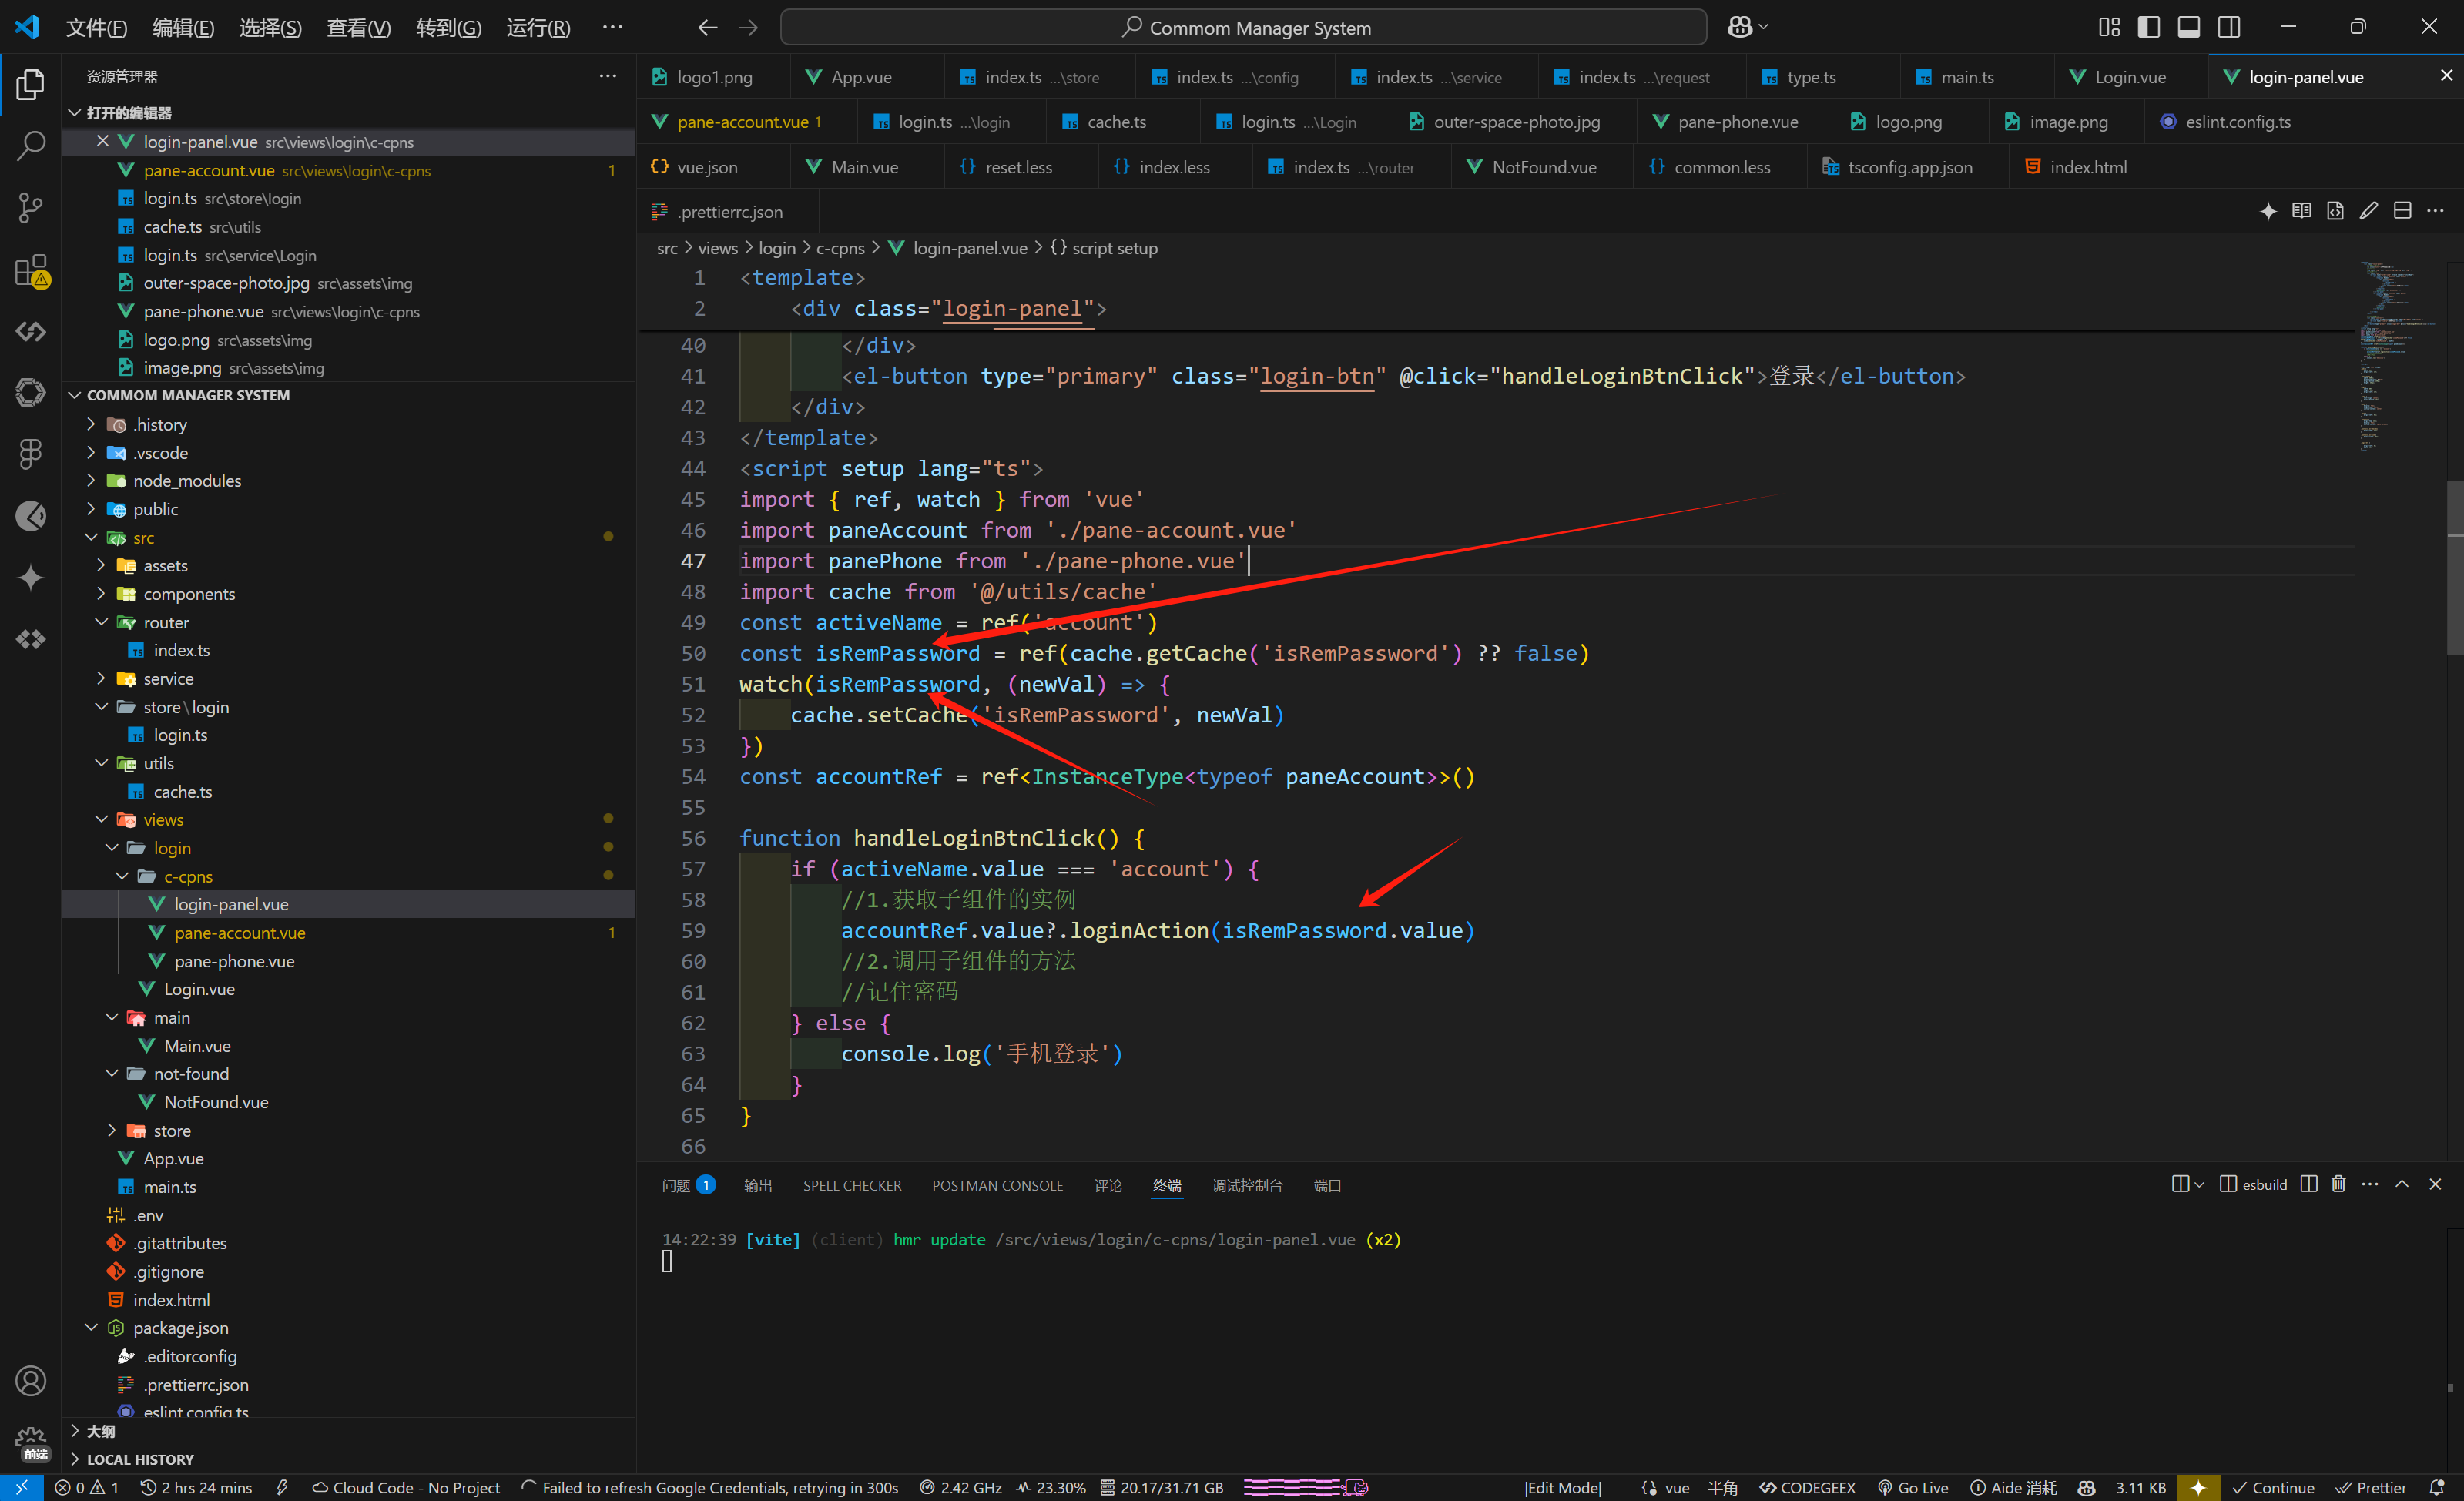 文件(F) 编辑(E) 选择(S) 查看(V) 转到(G) 运行(R) ··· Commom Manager System
资源管理器 ···
打开的编辑器
login-panel.vue src\views\login\c-cpns
pane-account.vue src\views\login\c-cpns 1
login.ts src\store\login
cache.ts src\utils
login.ts src\service\Login
outer-space-photo.jpg src\assets\img
pane-phone.vue src\views\login\c-cpns
logo.png src\assets\img
image.png src\assets\img
COMMOM MANAGER SYSTEM
.history
.vscode
node_modules
public
src
assets
components
router
index.ts
service
store\login
login.ts
utils
cache.ts
views
login
c-cpns
login-panel.vue
pane-account.vue 1
pane-phone.vue
Login.vue
main
Main.vue
not-found
NotFound.vue
store
App.vue
main.ts
.env
.gitattributes
.gitignore
index.html
package.json
.editorconfig
.prettierrc.json
eslint.config.ts
大纲
LOCAL HISTORY
前端
logo1.png App.vue index.ts ...\store index.ts ...\config index.ts ...\service index.ts ...\request type.ts main.ts Login.vue login-panel.vue
pane-account.vue 1 login.ts ...\login cache.ts login.ts ...\Login outer-space-photo.jpg pane-phone.vue logo.png image.png eslint.config.ts
vue.json Main.vue reset.less index.less index.ts ...\router NotFound.vue common.less tsconfig.app.json index.html
.prettierrc.json
src > views > login > c-cpns > login-panel.vue > {} script setup
1 <template>
2 <div class="login-panel">
40 </div>
41 <el-button type="primary" class="login-btn" @click="handleLoginBtnClick">登录</el-button>
42 </div>
43 </template>
44 <script setup lang="ts">
45 import { ref, watch } from 'vue'
46 import paneAccount from './pane-account.vue'
47 import panePhone from './pane-phone.vue'
48 import cache from '@/utils/cache'
49 const activeName = ref('account')
50 const isRemPassword = ref(cache.getCache('isRemPassword') ?? false)
51 watch(isRemPassword, (newVal) => {
52 cache.setCache('isRemPassword', newVal)
53 })
54 const accountRef = ref<InstanceType<typeof paneAccount>>()
55
56 function handleLoginBtnClick() {
57 if (activeName.value === 'account') {
58 //1.获取子组件的实例
59 accountRef.value?.loginAction(isRemPassword.value)
60 //2.调用子组件的方法
61 //记住密码
62 } else {
63 console.log('手机登录')
64 }
65 }
66
问题 1 输出 SPELL CHECKER POSTMAN CONSOLE 评论 终端 调试控制台 端口 esbuild
14:22:39 [vite] (client) hmr update /src/views/login/c-cpns/login-panel.vue (x2)
0 1 2 hrs 24 mins Cloud Code - No Project Failed to refresh Google Credentials, retrying in 300s 2.42 GHz 23.30% 20.17/31.71 GB |Edit Mode| vue 半角 CODEGEEX Go Live Aide 消耗 3.11 KB Continue Prettier